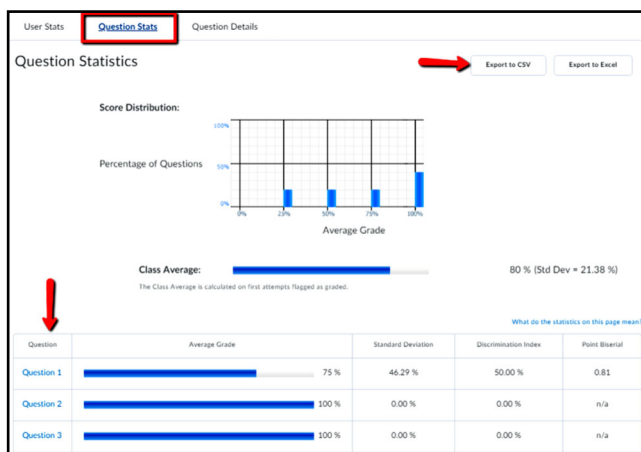 User Stats Question Stats Question Details
Question Statistics
Export to CSV Export to Excel
Score Distribution:
100%
Percentage of Questions
50%
0%
0% 25% 50% 75% 100%
Average Grade
Class Average: 80 % (Std Dev = 21.38 %)
The Class Average is calculated on first attempts flagged as graded.
What do the statistics on this page mean?
Question Average Grade Standard Deviation Discrimination Index Point Biserial
Question 1 75 % 46.29 % 50.00 % 0.81
Question 2 100 % 0.00 % 0.00 % n/a
Question 3 100 % 0.00 % 0.00 % n/a